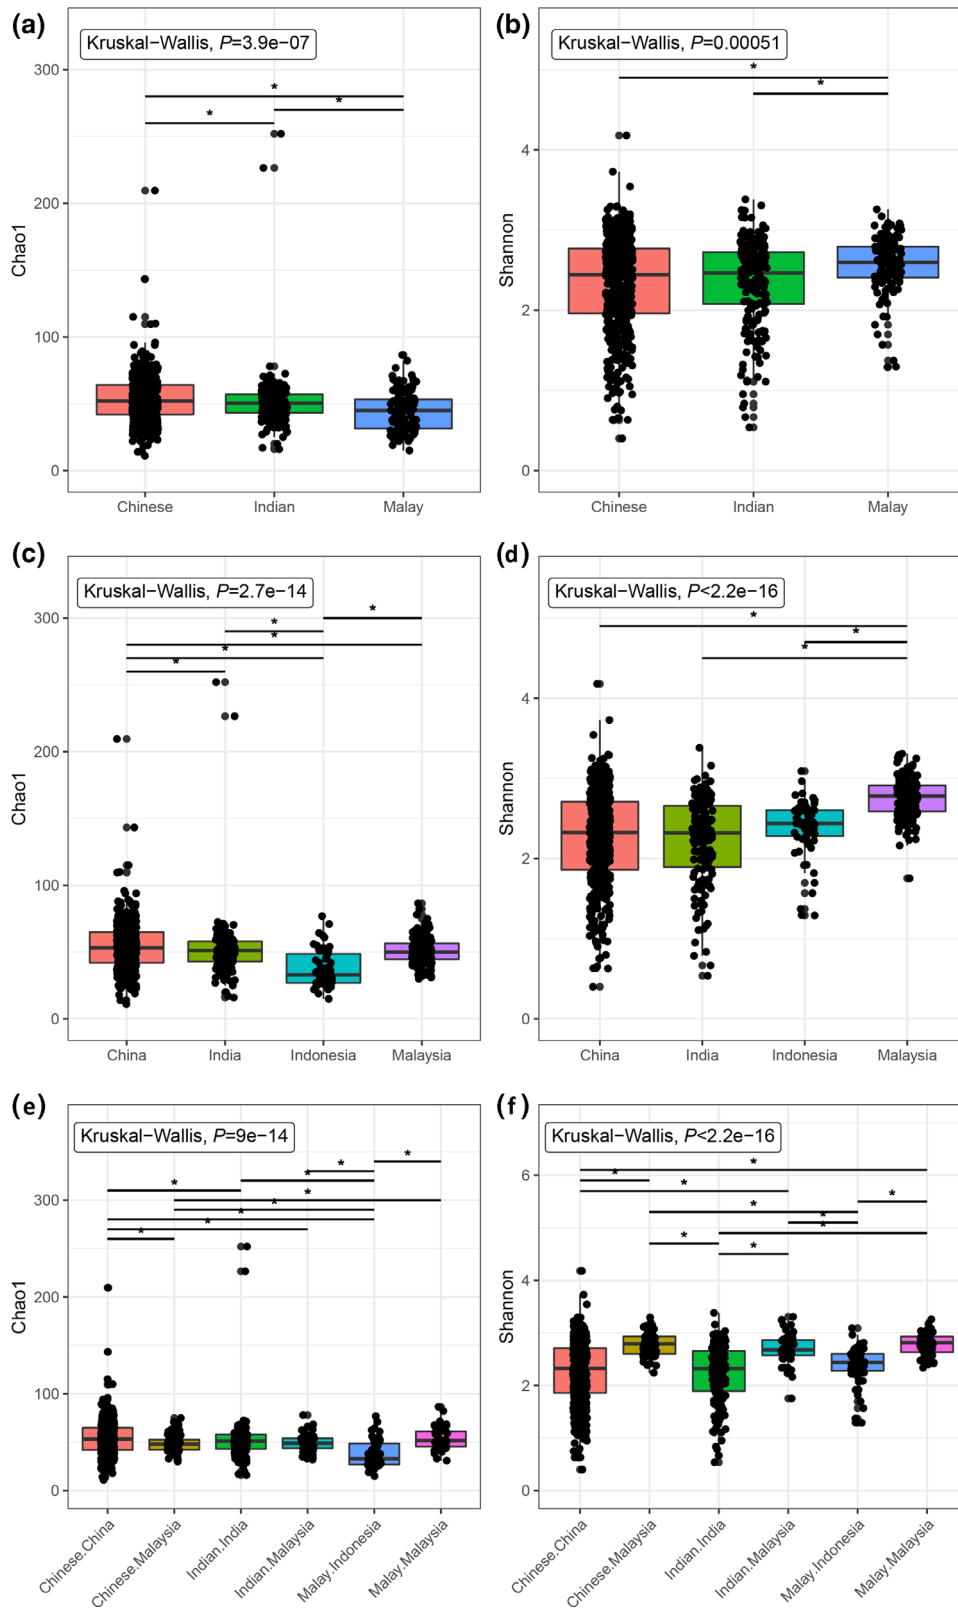 (a)
Kruskal−Wallis, P=3.9e−07
*
*
*
300
200
100
0
Chao1
Chinese
Indian
Malay
(b)
Kruskal−Wallis, P=0.00051
*
*
4
2
0
Shannon
Chinese
Indian
Malay
(c)
Kruskal−Wallis, P=2.7e−14
*
*
*
*
*
300
200
100
0
Chao1
China
India
Indonesia
Malaysia
(d)
Kruskal−Wallis, P<2.2e−16
*
*
*
4
2
0
Shannon
China
India
Indonesia
Malaysia
(e)
Kruskal−Wallis, P=9e−14
*
*
*
*
*
*
*
*
300
200
100
0
Chao1
Chinese.China
Chinese.Malaysia
Indian.India
Indian.Malaysia
Malay.Indonesia
Malay.Malaysia
(f)
Kruskal−Wallis, P<2.2e−16
*
*
*
*
*
*
*
*
*
6
4
2
0
Shannon
Chinese.China
Chinese.Malaysia
Indian.India
Indian.Malaysia
Malay.Indonesia
Malay.Malaysia